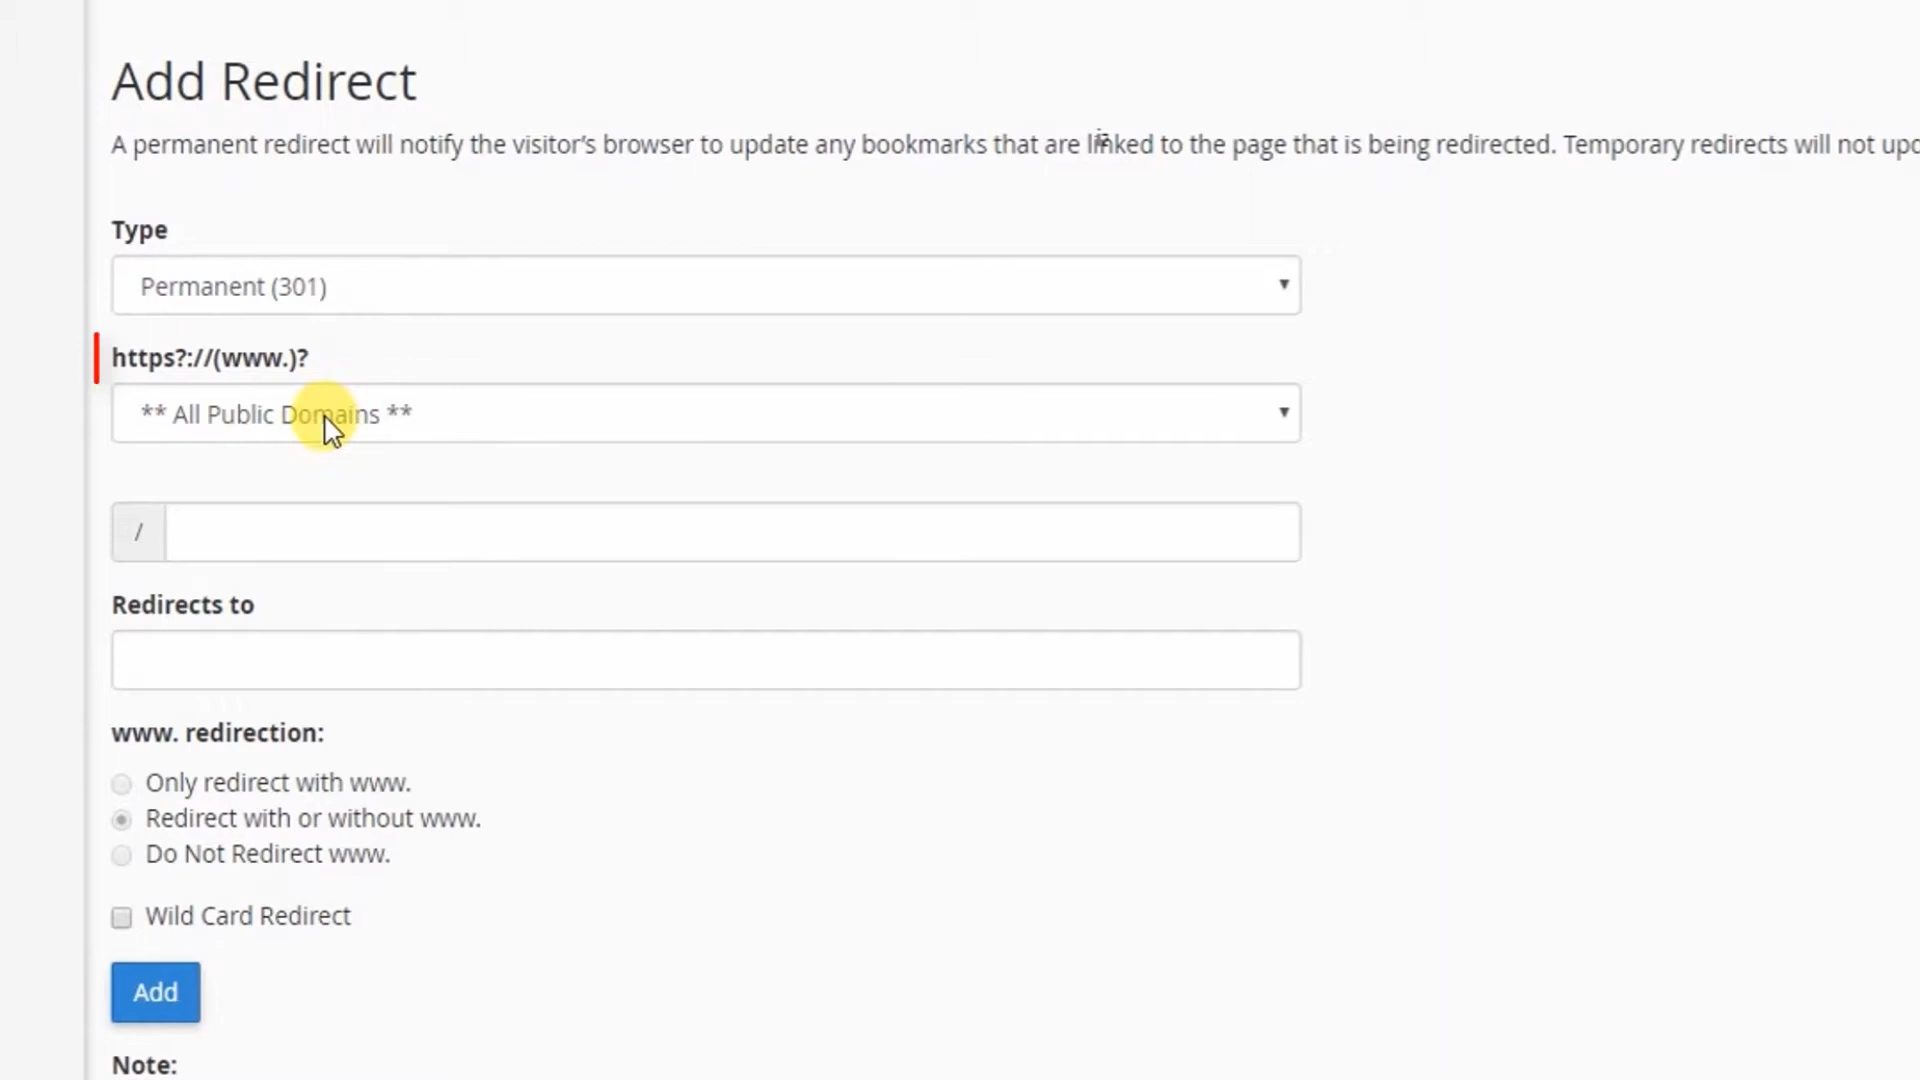 Add Redirect
A permanent redirect will notify the visitor's browser to update any bookmarks that are linked to the page that is being redirected. Temporary redirects will not upd
Type
Permanent (301)
https?://(www.)?
** All Public Domains **
/
Redirects to
www. redirection:
Only redirect with www.
Redirect with or without www.
Do Not Redirect www.
Wild Card Redirect
Add
Note: